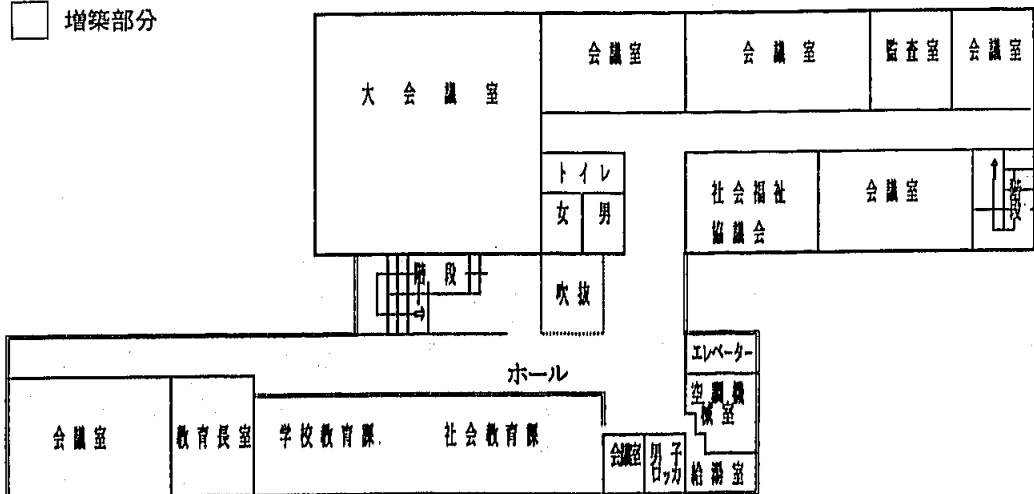 増築部分
会議室
会議室
監査室
会議室
大会議室
トイレ
女
男
社会福祉
協議会
会議室
階段
階段
吹抜
エレベーター
ホール
空調機
械室
会議室
教育長室
学校教育課
社会教育課
会議室
男子
ロッカ
給湯室